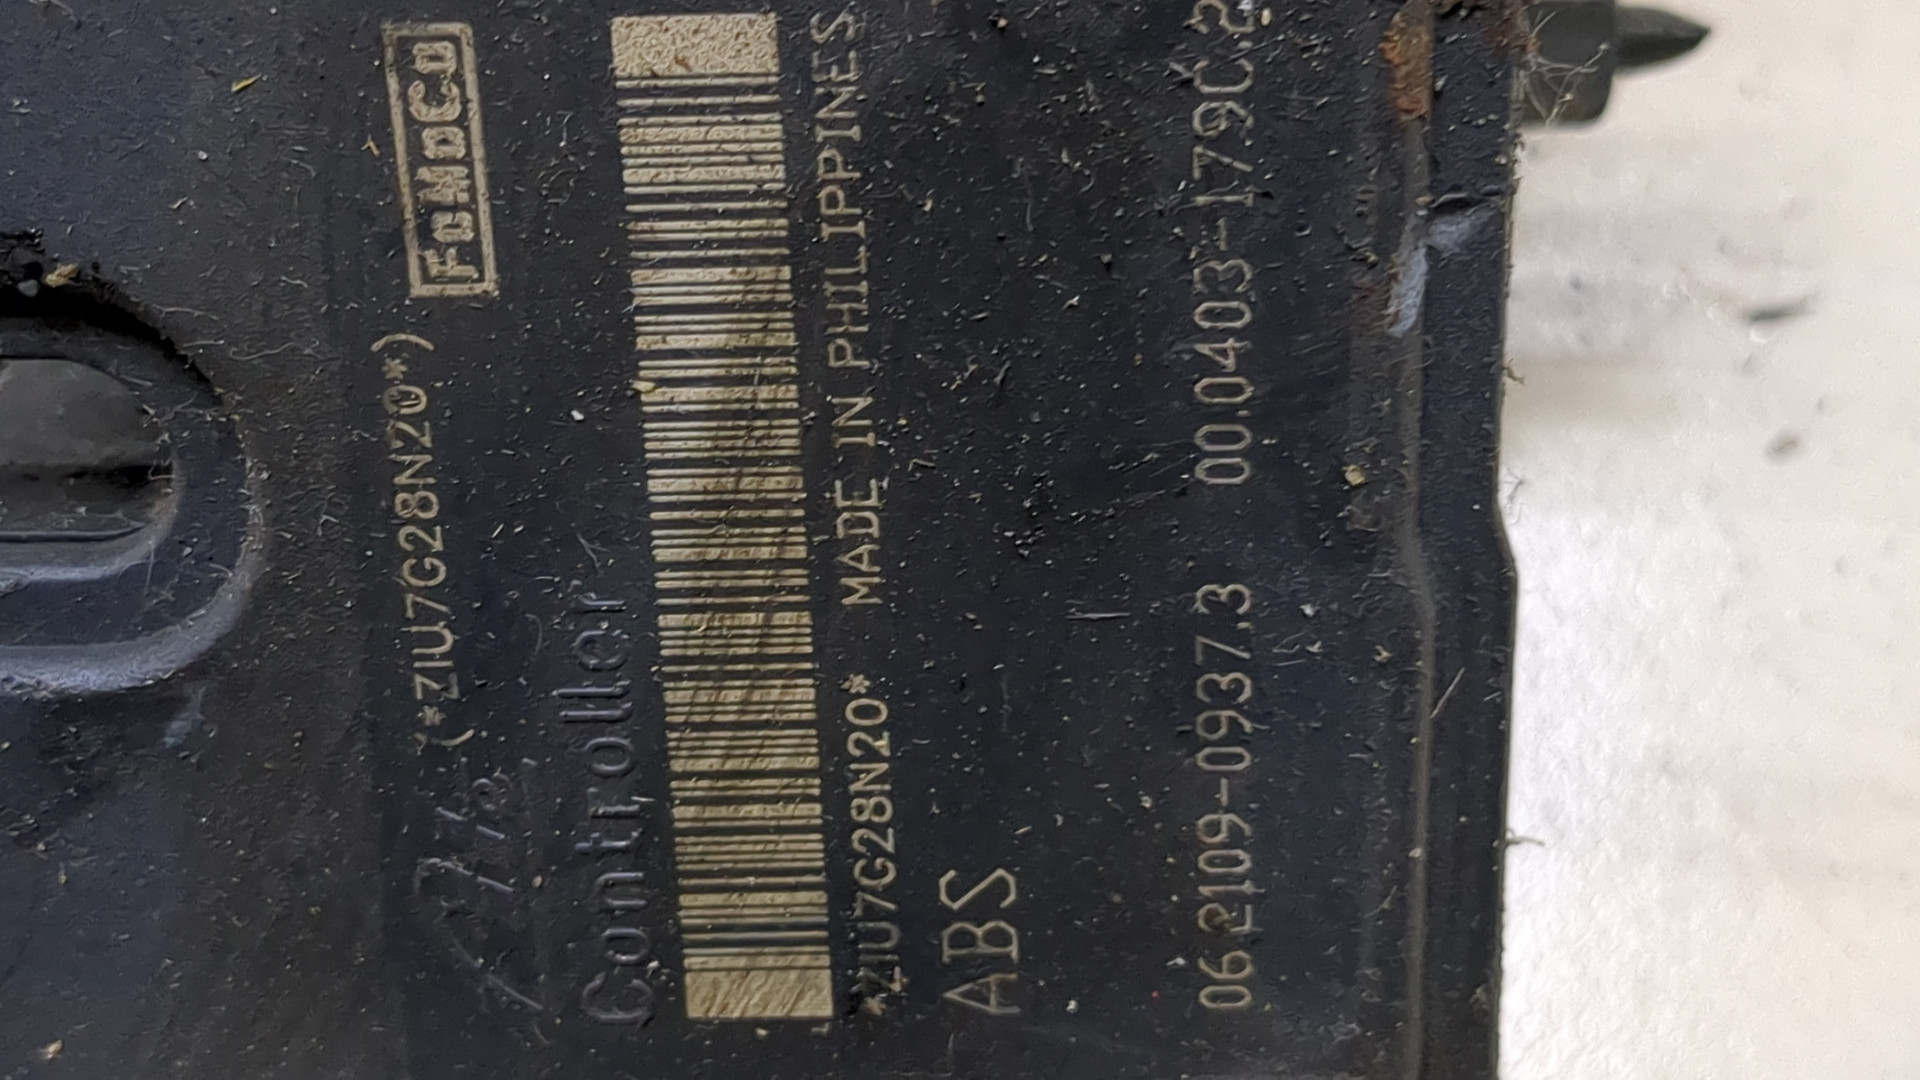 FoMoCo
(*ZIU7G28N20*)
Controller
*ZIU7G28N20* MADE IN PHILIPPINES
ABS
06.2109-0937.3 00.0403-179C.2